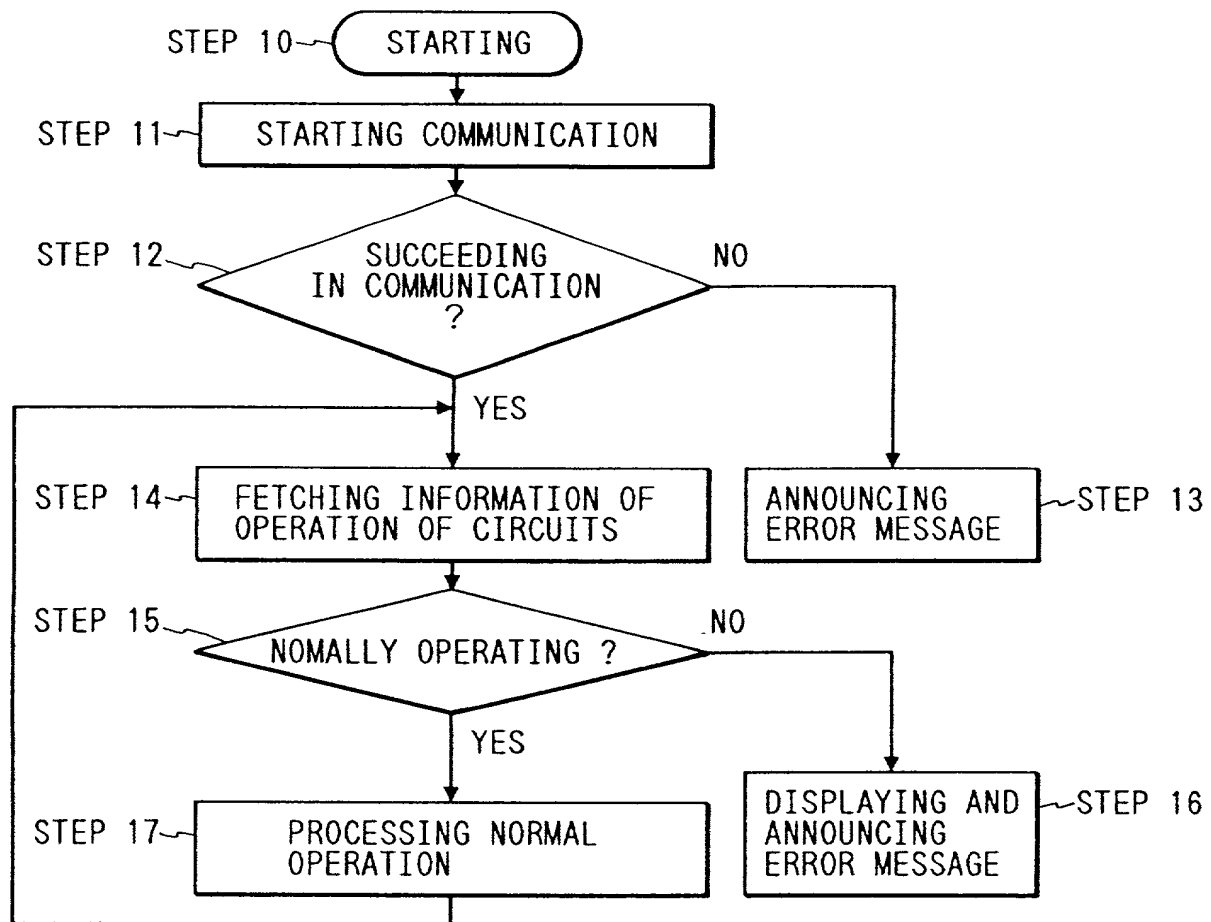 STEP 10
STARTING
STEP 11
STARTING COMMUNICATION
STEP 12
SUCCEEDING
IN COMMUNICATION
?
NO
YES
STEP 14
FETCHING INFORMATION OF
OPERATION OF CIRCUITS
ANNOUNCING
ERROR MESSAGE
STEP 13
STEP 15
NOMALLY OPERATING ?
NO
YES
STEP 17
PROCESSING NORMAL
OPERATION
DISPLAYING AND
ANNOUNCING
ERROR MESSAGE
STEP 16